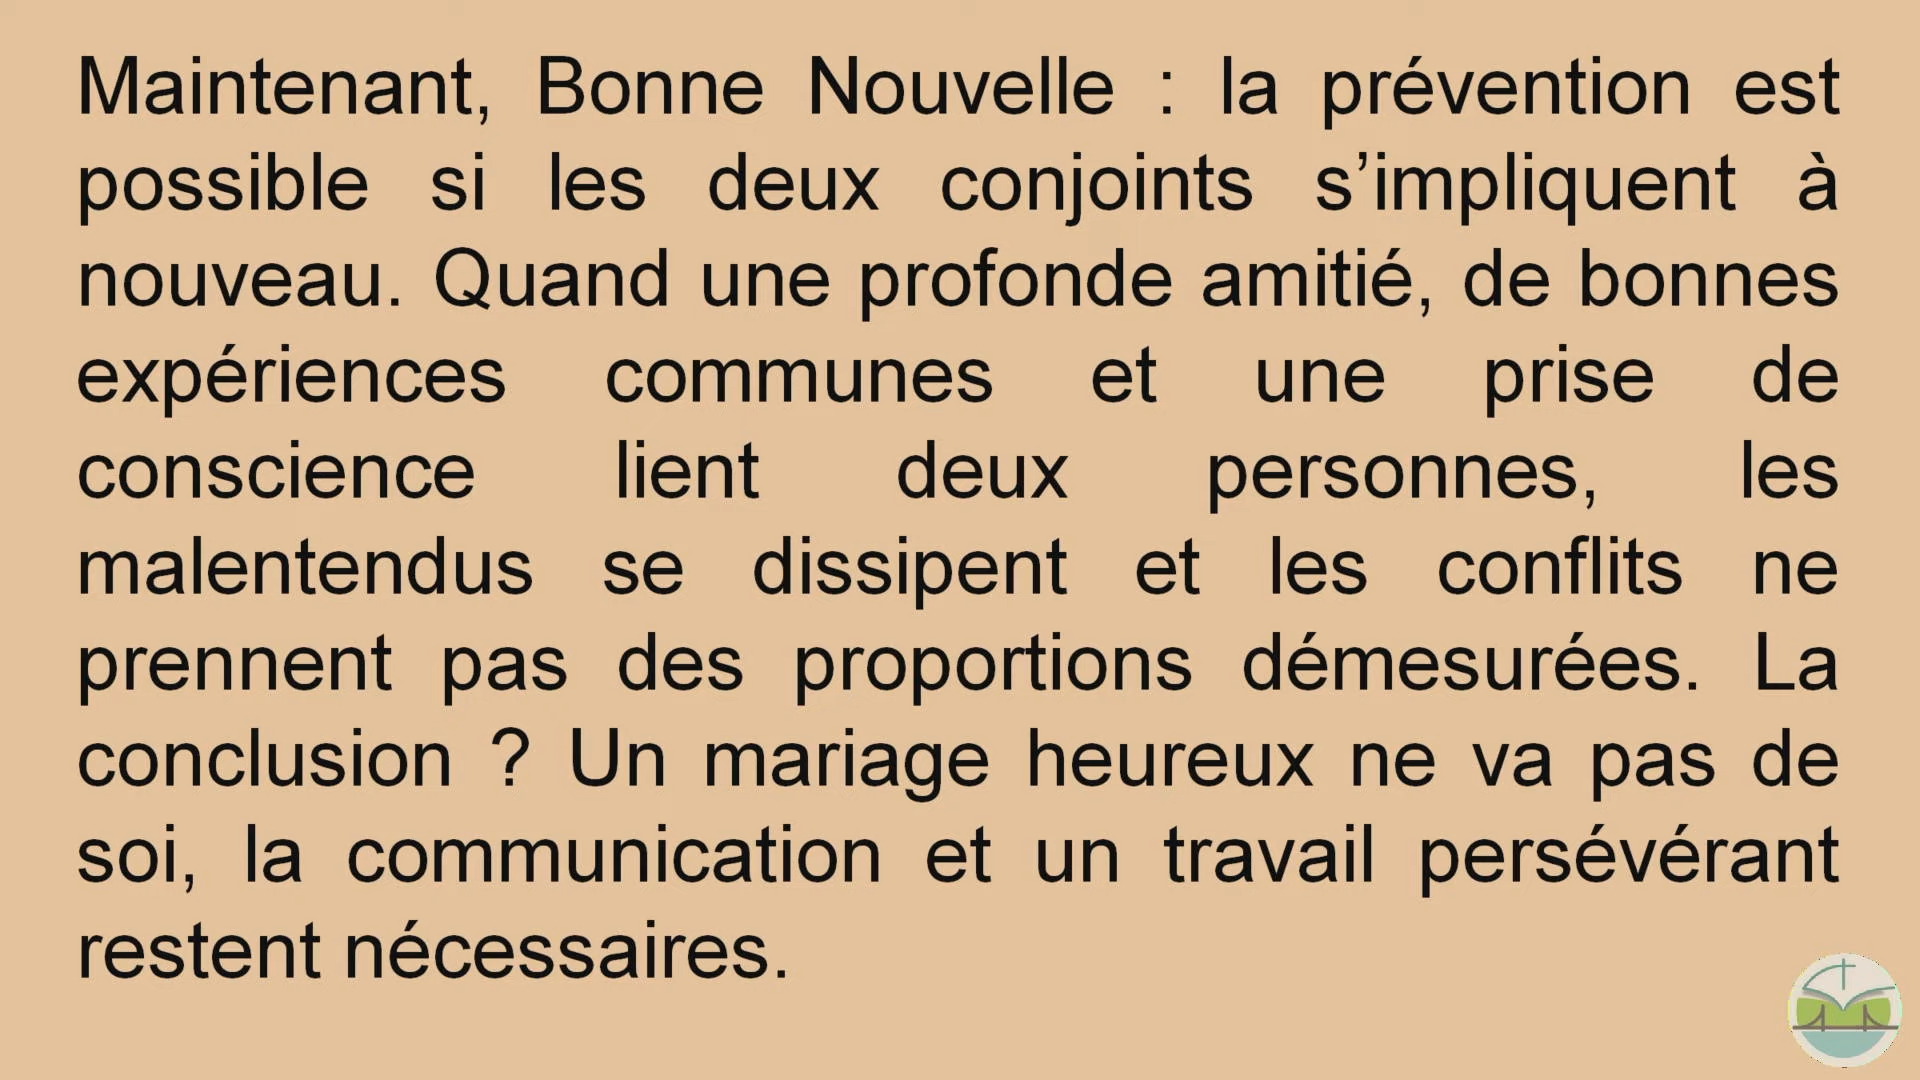 Maintenant, Bonne Nouvelle : la prévention est
possible si les deux conjoints s’impliquent à
nouveau. Quand une profonde amitié, de bonnes
expériences communes et une prise de
conscience lient deux personnes, les
malentendus se dissipent et les conflits ne
prennent pas des proportions démesurées. La
conclusion ? Un mariage heureux ne va pas de
soi, la communication et un travail persévérant
restent nécessaires.